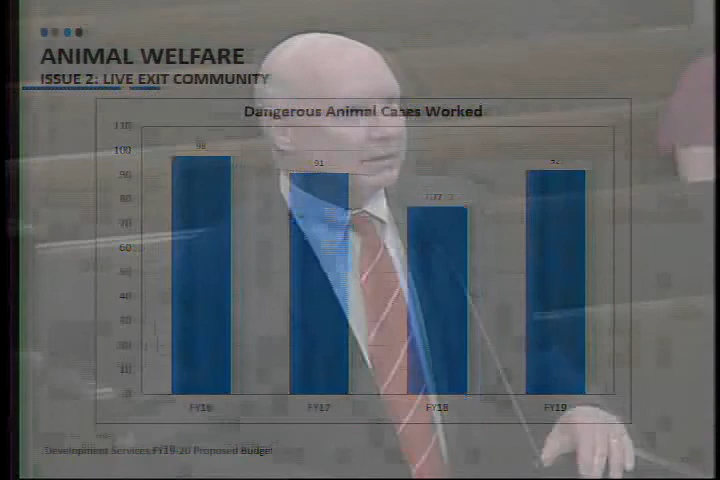 ANIMAL WELFARE
ISSUE 2: LIVE EXIT COMMUNITY
Dangerous Animal Cases Worked
110
100
98
90
91
80
70
60
50
40
30
10
0
FY16
FY17
FY18
FY19
Development Services FY19-20 Proposed Budget